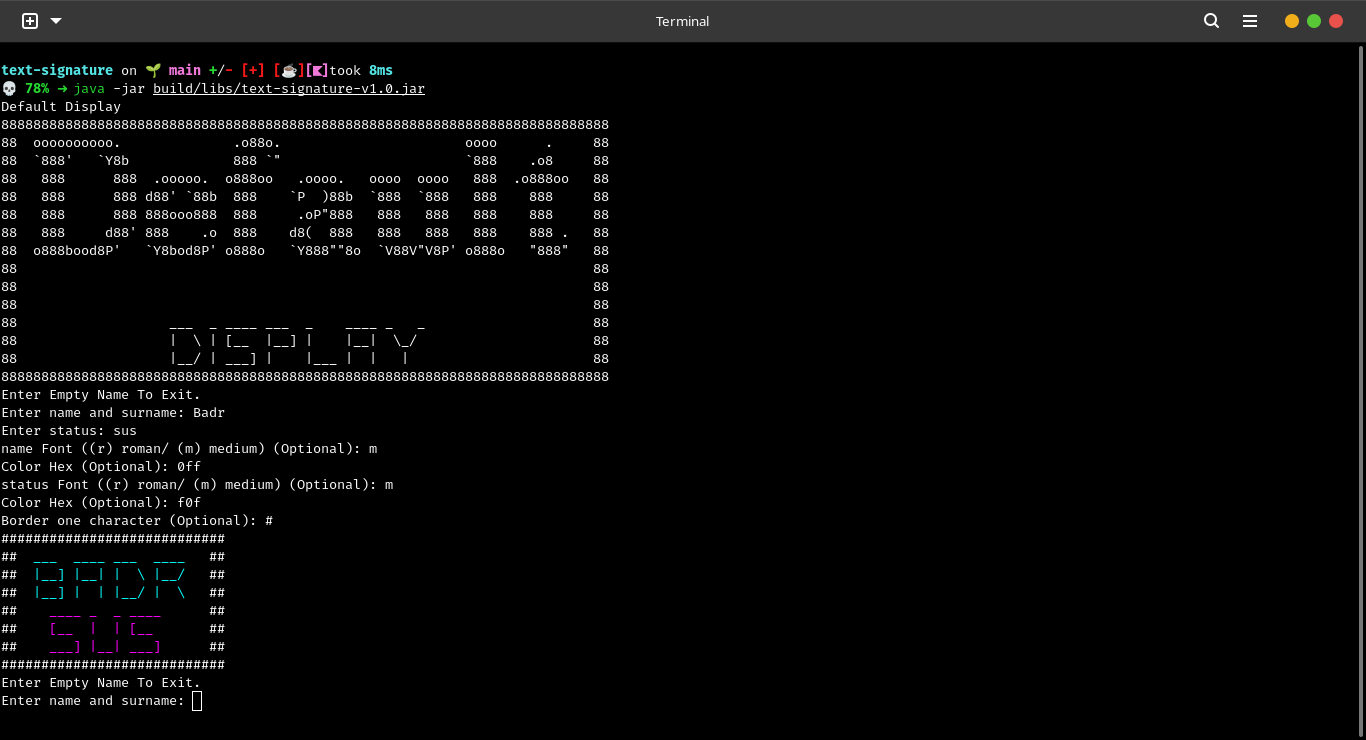 Terminal
text-signature on 🌱 main +/- [+] [☕][K]took 8ms
💀 78% → java -jar build/libs/text-signature-v1.0.jar
Default Display
8888888888888888888888888888888888888888888888888888888888888888888888888888
88  oooooooooo.              .o88o.                       oooo      .     88
88  `888'   `Y8b             888 `"                       `888    .o8     88
88   888      888  .ooooo.  o888oo   .oooo.   oooo  oooo   888  .o888oo   88
88   888      888 d88' `88b  888    `P  )88b  `888  `888   888    888     88
88   888      888 888ooo888  888     .oP"888   888   888   888    888     88
88   888     d88' 888    .o  888    d8(  888   888   888   888    888 .   88
88  o888bood8P'   `Y8bod8P' o888o   `Y888""8o  `V88V"V8P' o888o   "888"   88
88                                                                        88
88                                                                        88
88                                                                        88
88                   ___  _ ____ ___  _    ____ _   _                     88
88                   |  \ | [__  |__] |    |__|  \_/                      88
88                   |__/ | ___] |    |___ |  |   |                       88
8888888888888888888888888888888888888888888888888888888888888888888888888888
Enter Empty Name To Exit.
Enter name and surname: Badr
Enter status: sus
name Font ((r) roman/ (m) medium) (Optional): m
Color Hex (Optional): 0ff
status Font ((r) roman/ (m) medium) (Optional): m
Color Hex (Optional): f0f
Border one character (Optional): #
############################
##  ___  ____ ___  ____   ##
##  |__] |__| |  \ |__/   ##
##  |__] |  | |__/ |  \   ##
##    ____ _  _ ____      ##
##    [__  |  | [__       ##
##    ___] |__| ___]      ##
############################
Enter Empty Name To Exit.
Enter name and surname: